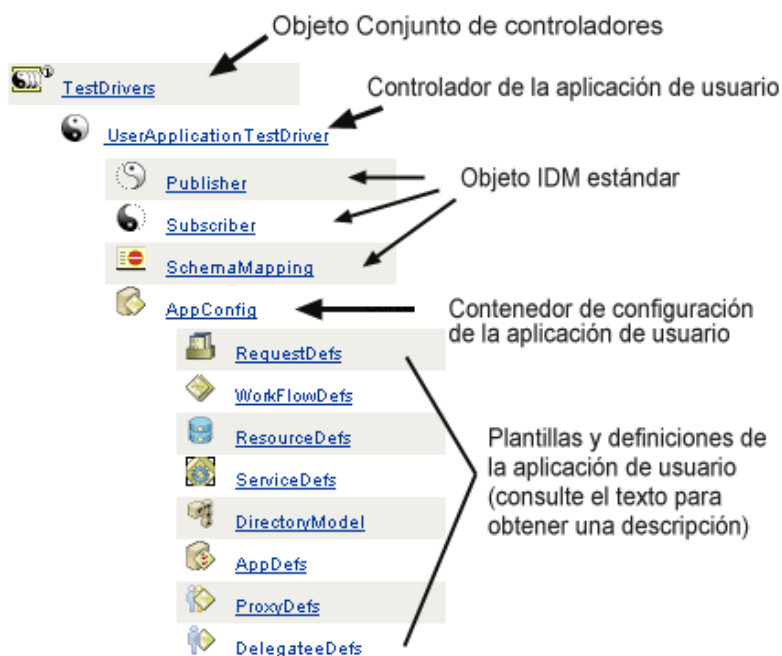 Objeto Conjunto de controladores
TestDrivers
Controlador de la aplicación de usuario
UserApplicationTestDriver
Publisher
Objeto IDM estándar
Subscriber
SchemaMapping
AppConfig
Contenedor de configuración
de la aplicación de usuario
RequestDefs
WorkFlowDefs
ResourceDefs
Plantillas y definiciones de
la aplicación de usuario
(consulte el texto para
obtener una descripción)
ServiceDefs
DirectoryModel
AppDefs
ProxyDefs
DelegateeDefs